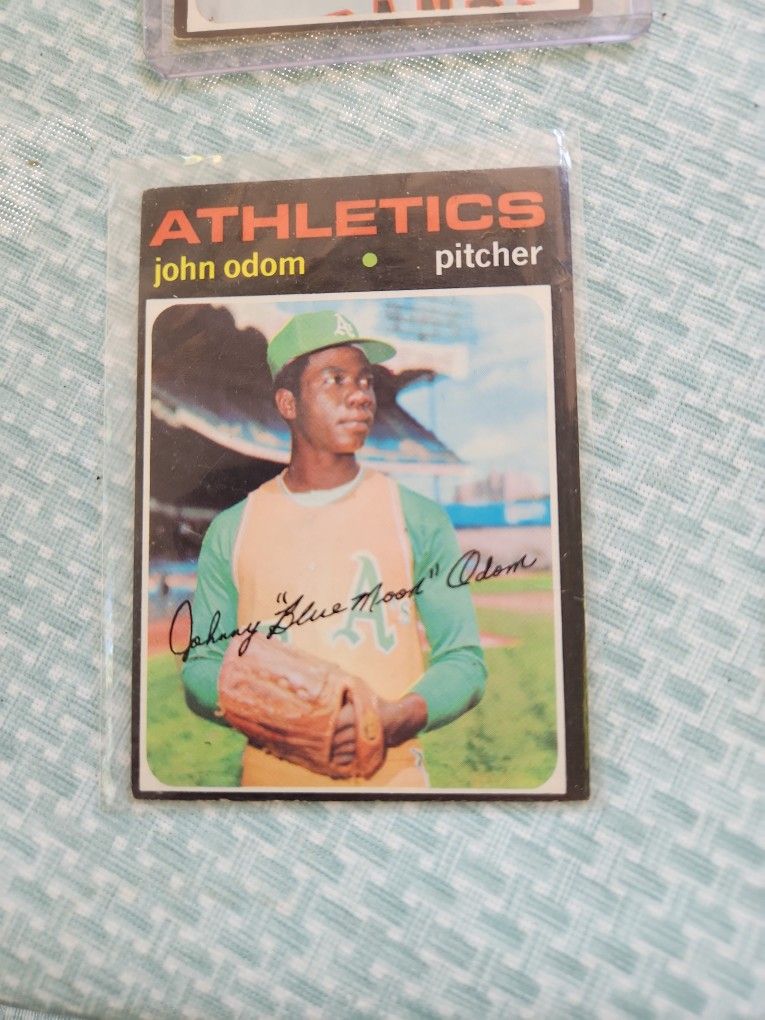 ATHLETICS
john odom • pitcher
A
Johnny "Blue Moon" Odom
A's